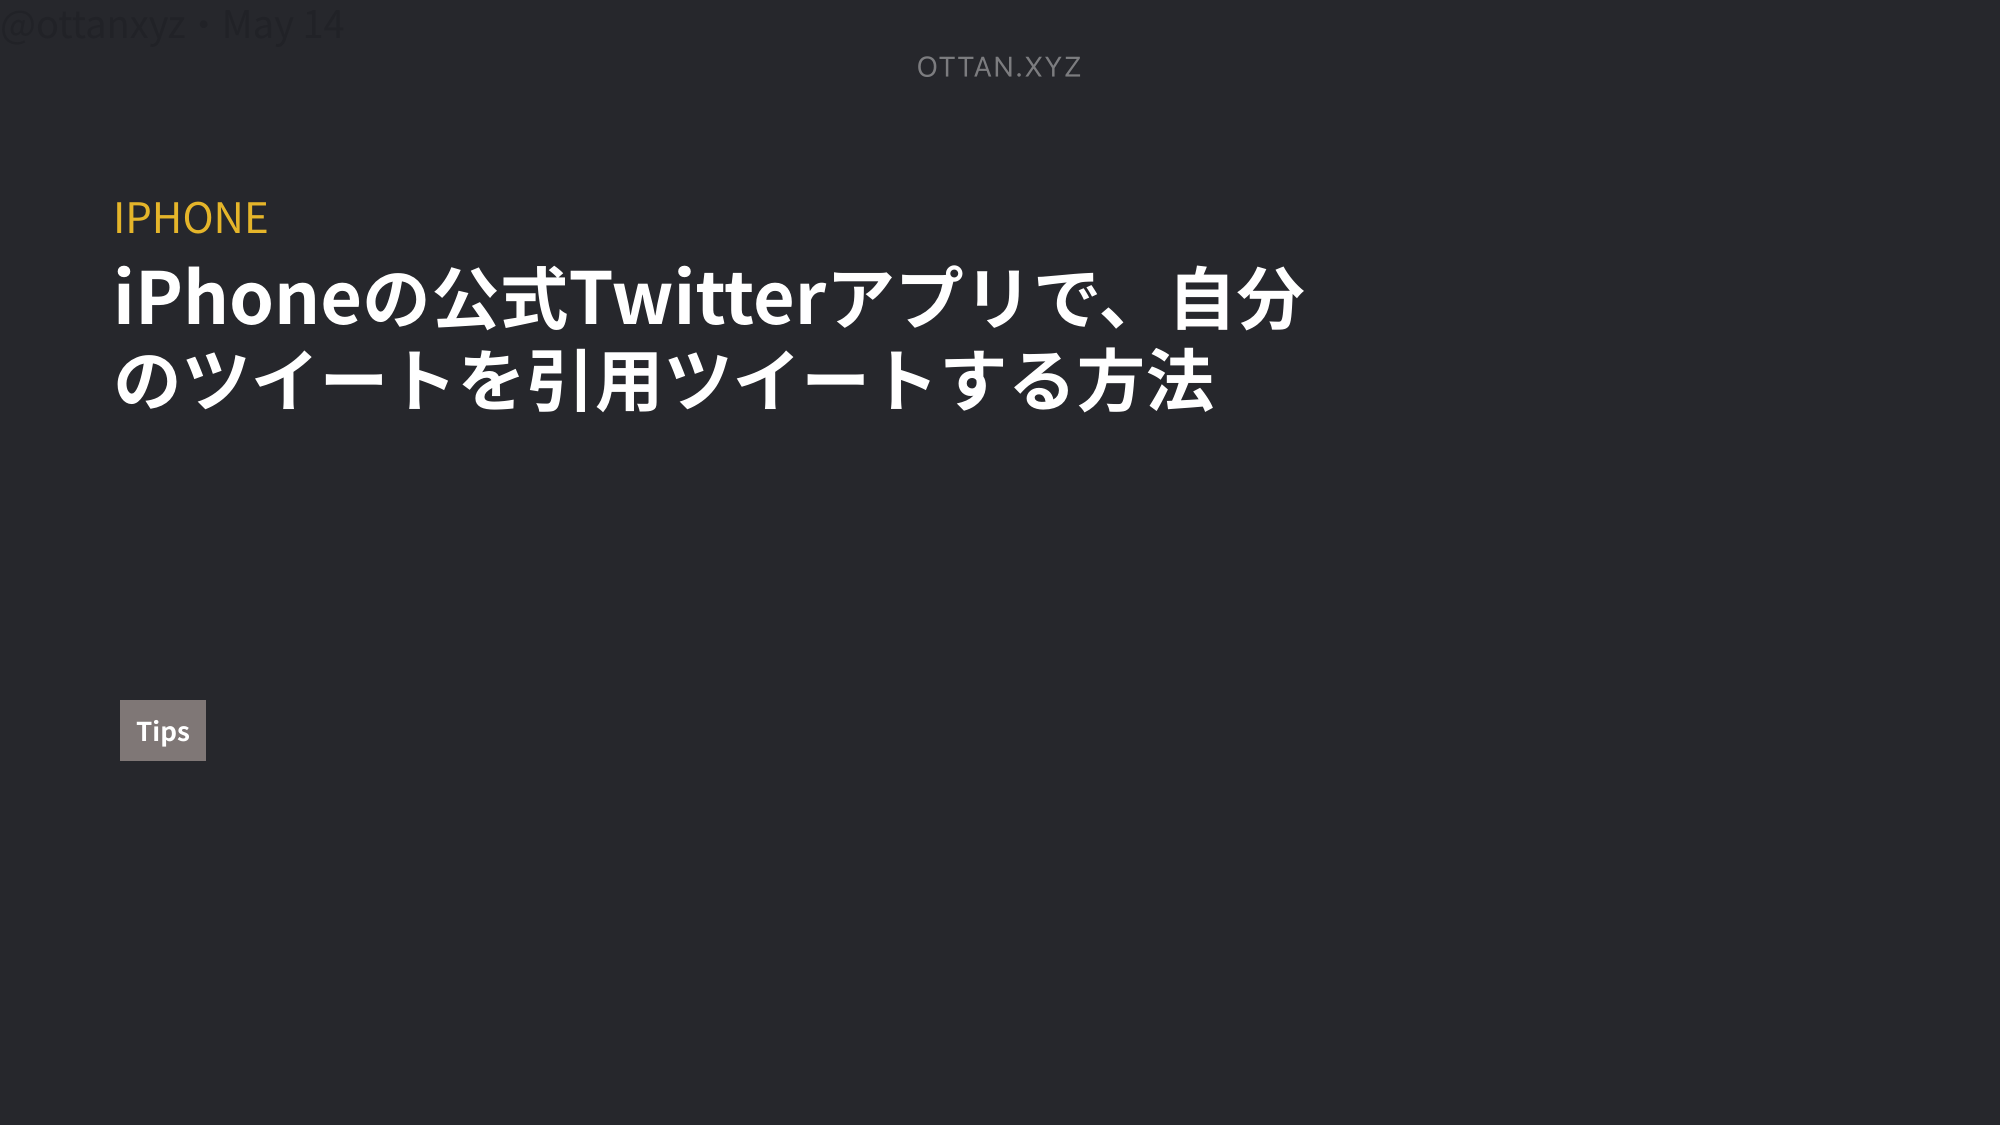 @ottanxyz・May 14
OTTAN.XYZ
IPHONE
iPhoneの公式Twitterアプリで、自分
のツイートを引用ツイートする方法
Tips